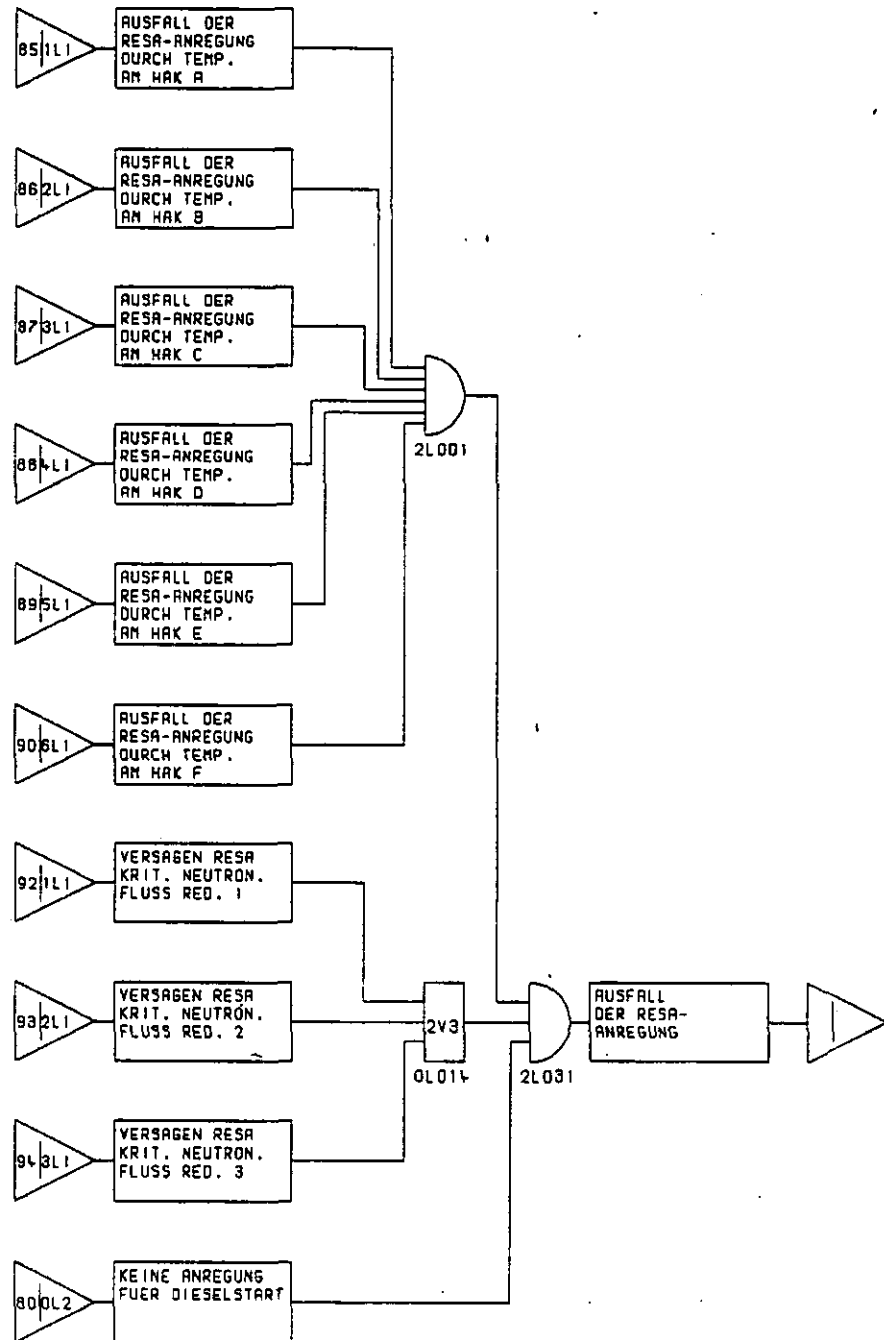 85 1L1
AUSFALL DER
RESA-ANREGUNG
DURCH TEMP.
AM HAK A
86 2L1
AUSFALL DER
RESA-ANREGUNG
DURCH TEMP.
AM HAK B
87 3L1
AUSFALL DER
RESA-ANREGUNG
DURCH TEMP.
AM HAK C
2L001
88 4L1
AUSFALL DER
RESA-ANREGUNG
DURCH TEMP.
AM HAK D
89 5L1
AUSFALL DER
RESA-ANREGUNG
DURCH TEMP.
AM HAK E
90 6L1
AUSFALL DER
RESA-ANREGUNG
DURCH TEMP.
AM HAK F
92 1L1
VERSAGEN RESA
KRIT. NEUTRON.
FLUSS RED. 1
93 2L1
VERSAGEN RESA
KRIT. NEUTRON.
FLUSS RED. 2
2V3
0L014
2L031
AUSFALL
DER RESA-
ANREGUNG
94 3L1
VERSAGEN RESA
KRIT. NEUTRON.
FLUSS RED. 3
80 0L2
KEINE ANREGUNG
FUER DIESELSTART